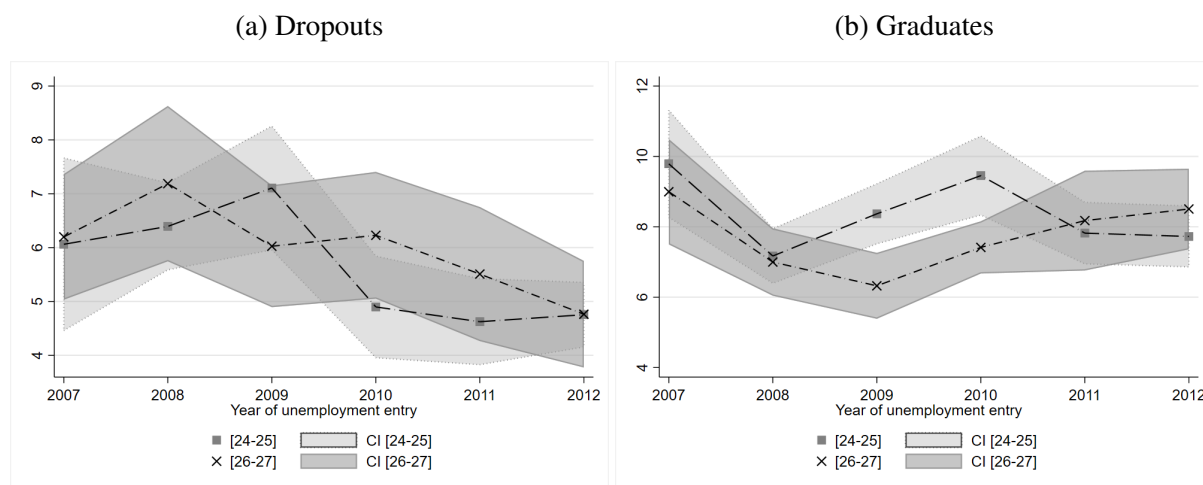 (a) Dropouts
9
8
7
6
5
4
2007 2008 2009 2010 2011 2012
Year of unemployment entry
[24-25] CI [24-25]
[26-27] CI [26-27]
(b) Graduates
12
10
8
6
4
2007 2008 2009 2010 2011 2012
Year of unemployment entry
[24-25] CI [24-25]
[26-27] CI [26-27]